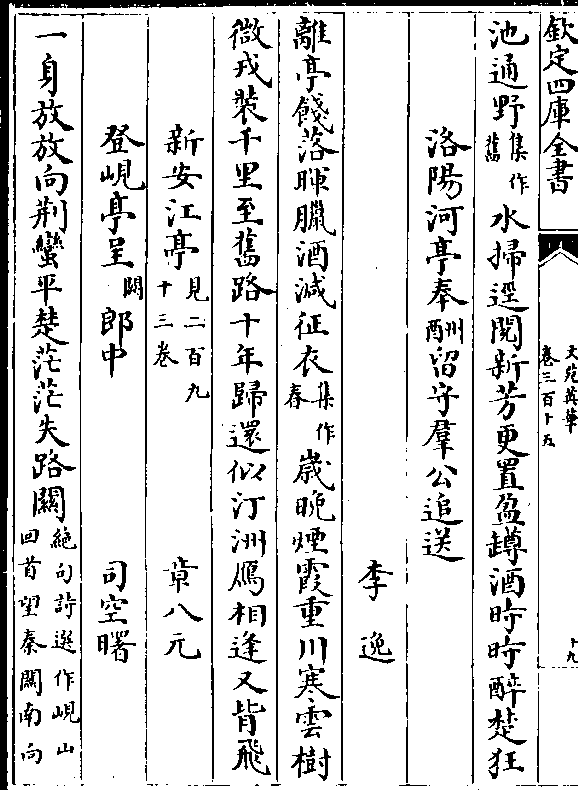 欽定四庫全書
文苑英華
卷三百十五
十九
池通野集作舊水掃逕閱新芳更置盈罇酒時時醉楚狂
洛陽河亭奉酬留守羣公追送
李逸
離亭餞落暉臘酒減征衣集作春歲晚煙霞重川寒雲樹
微戎裝千里至舊路十年歸還似汀洲鴈相逢又背飛
新安江亭見二百九十三卷 章八元
登峴亭呈闕郎中 司空曙
一身放放向荆蠻平楚茫茫失路闗絶句詩選作峴山回首望秦闗南向